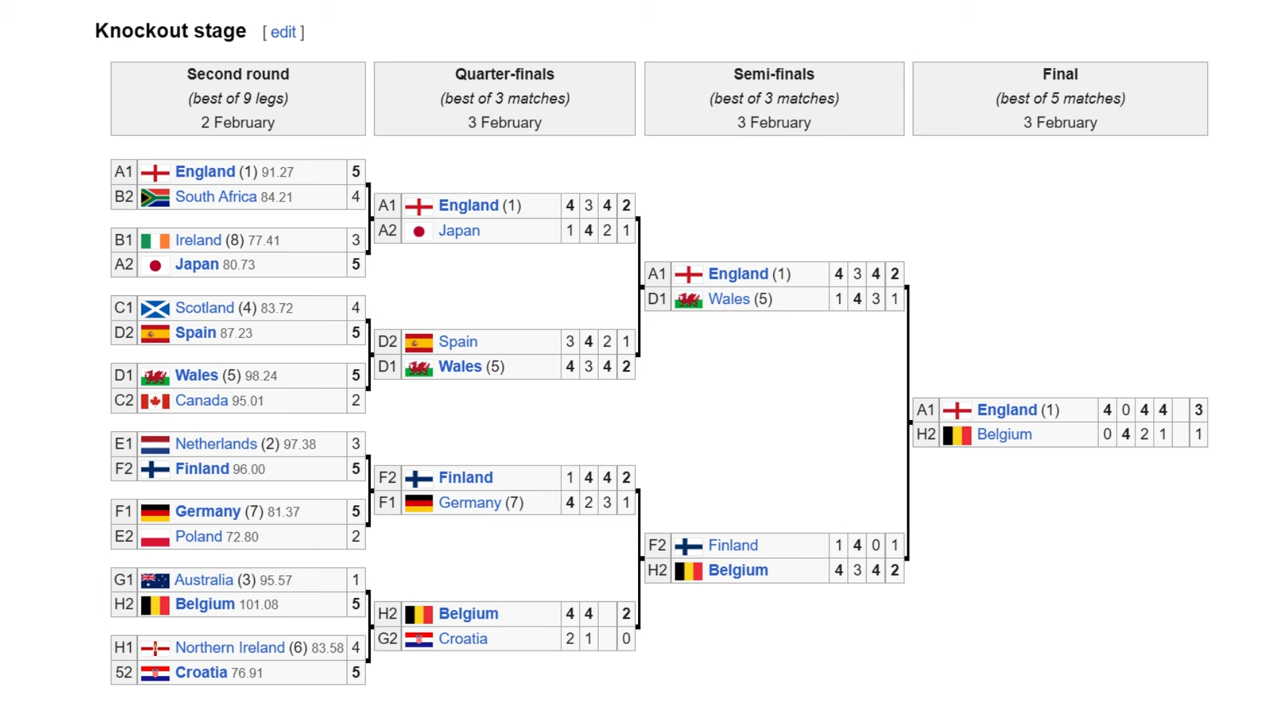 Knockout stage [ edit ]
Second round
(best of 9 legs)
2 February
Quarter-finals
(best of 3 matches)
3 February
Semi-finals
(best of 3 matches)
3 February
Final
(best of 5 matches)
3 February
A1 England (1) 91.27 5
B2 South Africa 84.21 4
B1 Ireland (8) 77.41 3
A2 Japan 80.73 5
C1 Scotland (4) 83.72 4
D2 Spain 87.23 5
D1 Wales (5) 98.24 5
C2 Canada 95.01 2
E1 Netherlands (2) 97.38 3
F2 Finland 96.00 5
F1 Germany (7) 81.37 5
E2 Poland 72.80 2
G1 Australia (3) 95.57 1
H2 Belgium 101.08 5
H1 Northern Ireland (6) 83.58 4
52 Croatia 76.91 5
A1 England (1) 4 3 4 2
A2 Japan 1 4 2 1
D2 Spain 3 4 2 1
D1 Wales (5) 4 3 4 2
F2 Finland 1 4 4 2
F1 Germany (7) 4 2 3 1
H2 Belgium 4 4 2
G2 Croatia 2 1 0
A1 England (1) 4 3 4 2
D1 Wales (5) 1 4 3 1
F2 Finland 1 4 0 1
H2 Belgium 4 3 4 2
A1 England (1) 4 0 4 4 3
H2 Belgium 0 4 2 1 1